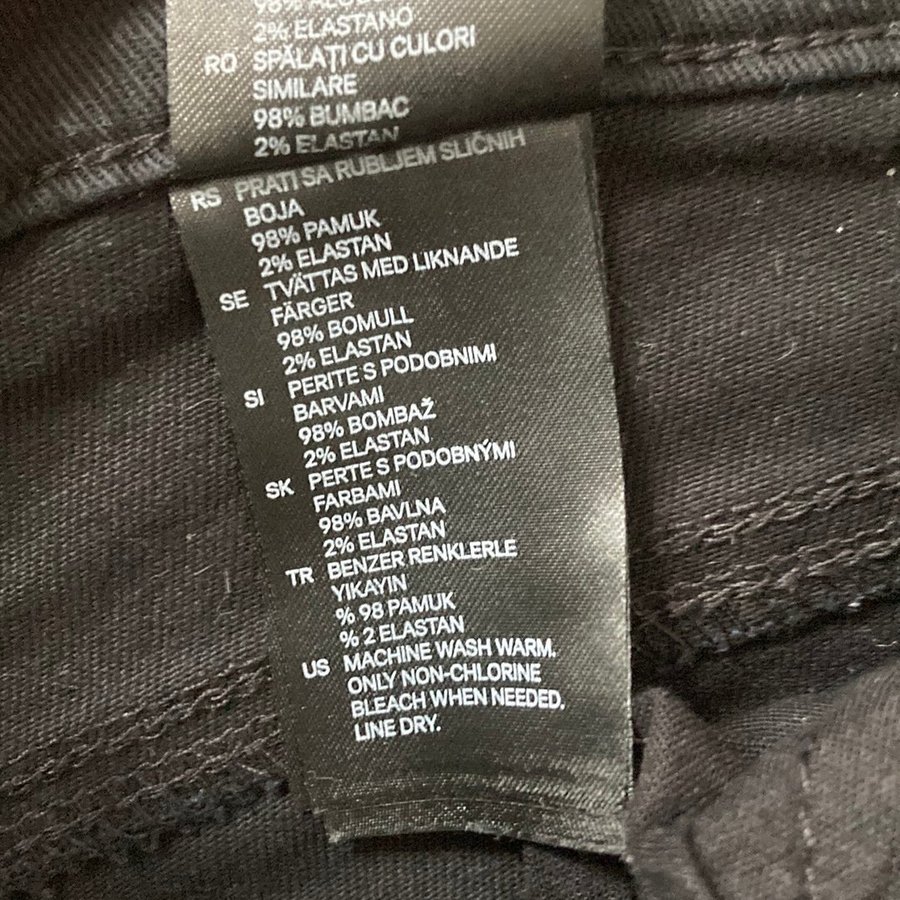 2% ELASTANO
RO SPĂLAȚI CU CULORI
SIMILARE
98% BUMBAC
2% ELASTAN
RS PRATI SA RUBLJEM SLIČNIH
BOJA
98% PAMUK
2% ELASTAN
SE TVÄTTAS MED LIKNANDE
FÄRGER
98% BOMULL
2% ELASTAN
SI PERITE S PODOBNIMI
BARVAMI
98% BOMBAŽ
2% ELASTAN
SK PERTE S PODOBNÝMI
FARBAMI
98% BAVLNA
2% ELASTAN
TR BENZER RENKLERLE
YIKAYIN
% 98 PAMUK
% 2 ELASTAN
US MACHINE WASH WARM.
ONLY NON-CHLORINE
BLEACH WHEN NEEDED.
LINE DRY.